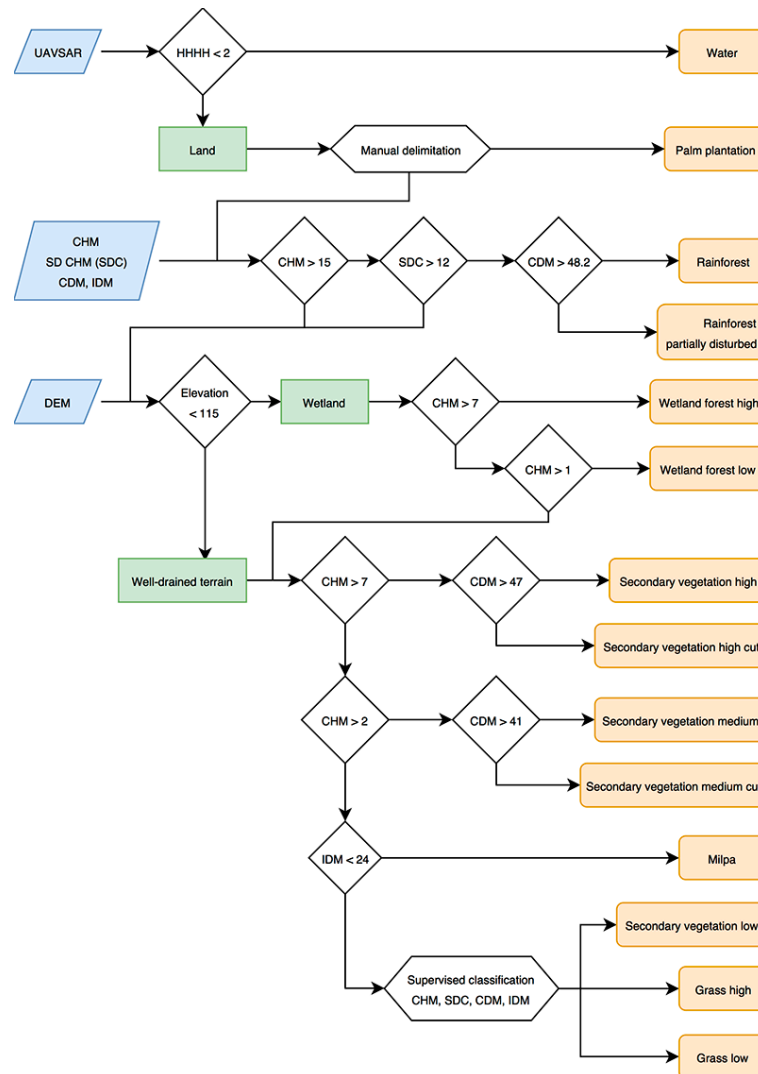 UAVSAR
HHHH < 2
Water
Land
Manual delimitation
Palm plantation
CHM
SD CHM (SDC)
CDM, IDM
CHM > 15
SDC > 12
CDM > 48.2
Rainforest
Rainforest
partially disturbed
DEM
Elevation
< 115
Wetland
CHM > 7
Wetland forest high
CHM > 1
Wetland forest low
Well-drained terrain
CHM > 7
CDM > 47
Secondary vegetation high
Secondary vegetation high cut
CHM > 2
CDM > 41
Secondary vegetation medium
Secondary vegetation medium cu
IDM < 24
Milpa
Supervised classification
CHM, SDC, CDM, IDM
Secondary vegetation low
Grass high
Grass low